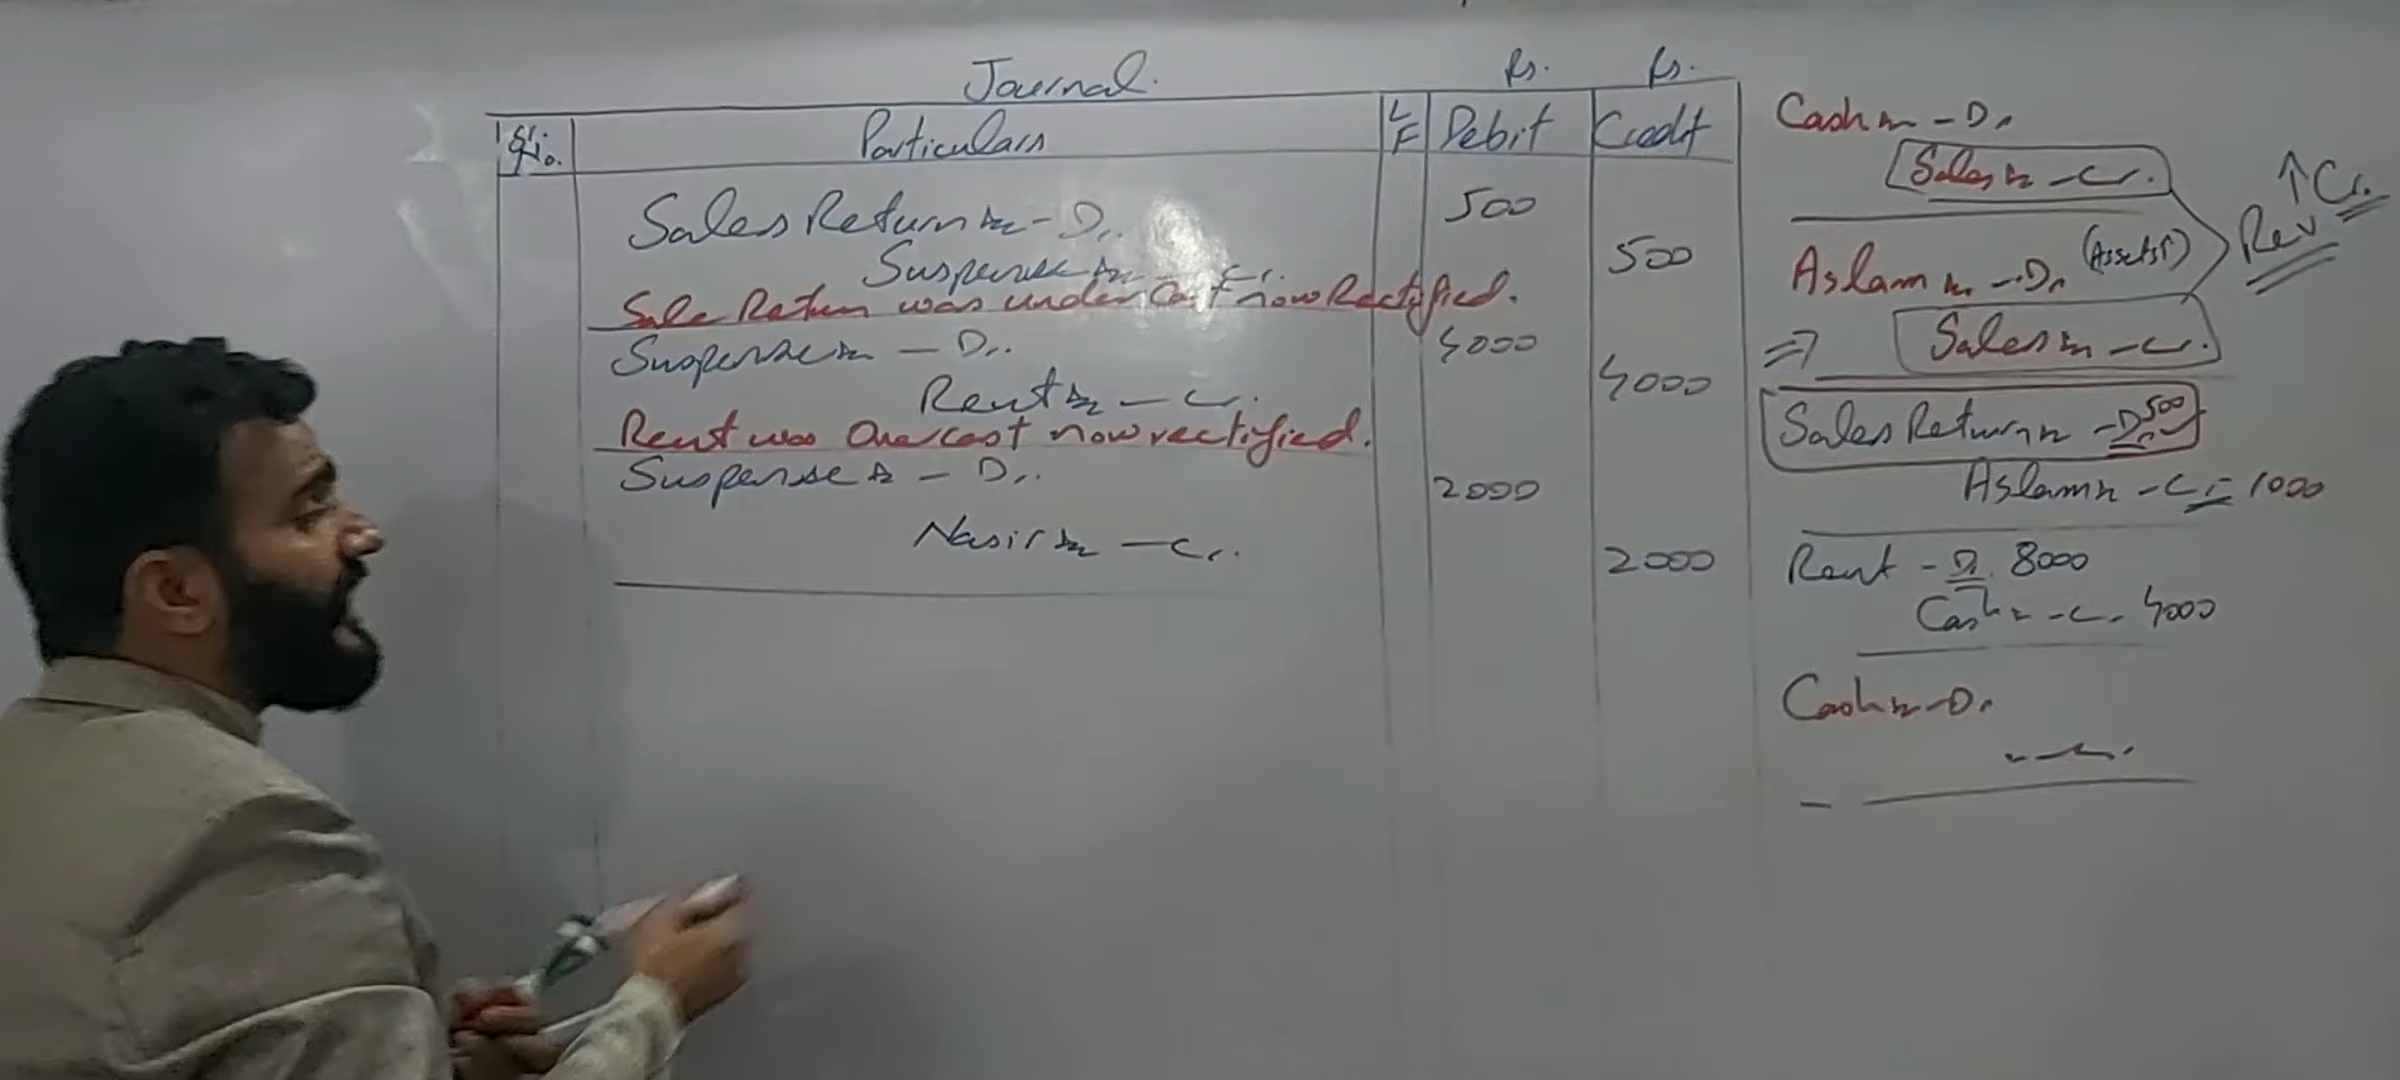 Journal.
Rs. Rs.
Particulars L F Debit Credit
Sales Return A/c - Dr. 500
Suspense A/c - Cr. 500
Sale Return was under Cast now Rectified.
Suspense A/c - Dr. 4000
Rent A/c - Cr. 4000
Rent was Overcast now rectified.
Suspense A/c - Dr. 2000
Nasir A/c - Cr. 2000
Cash A/c - Dr
Sales A/c - Cr.
↑ Cr.
Rev
Aslam A/c - Dr (Assets↑)
⇒ Sales A/c - Cr.
Sales Return A/c - Dr 500
Aslam A/c - Cr 1000
Rent - Dr. 8000
Cash A/c - Cr 4000
Cash A/c - Dr